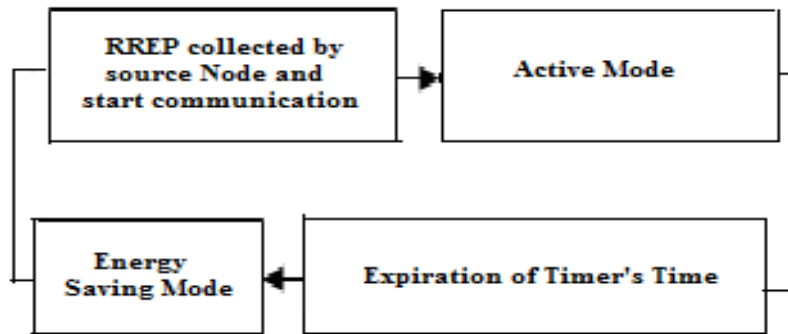 RREP collected by
source Node and
start communication
Active Mode
Energy
Saving Mode
Expiration of Timer's Time